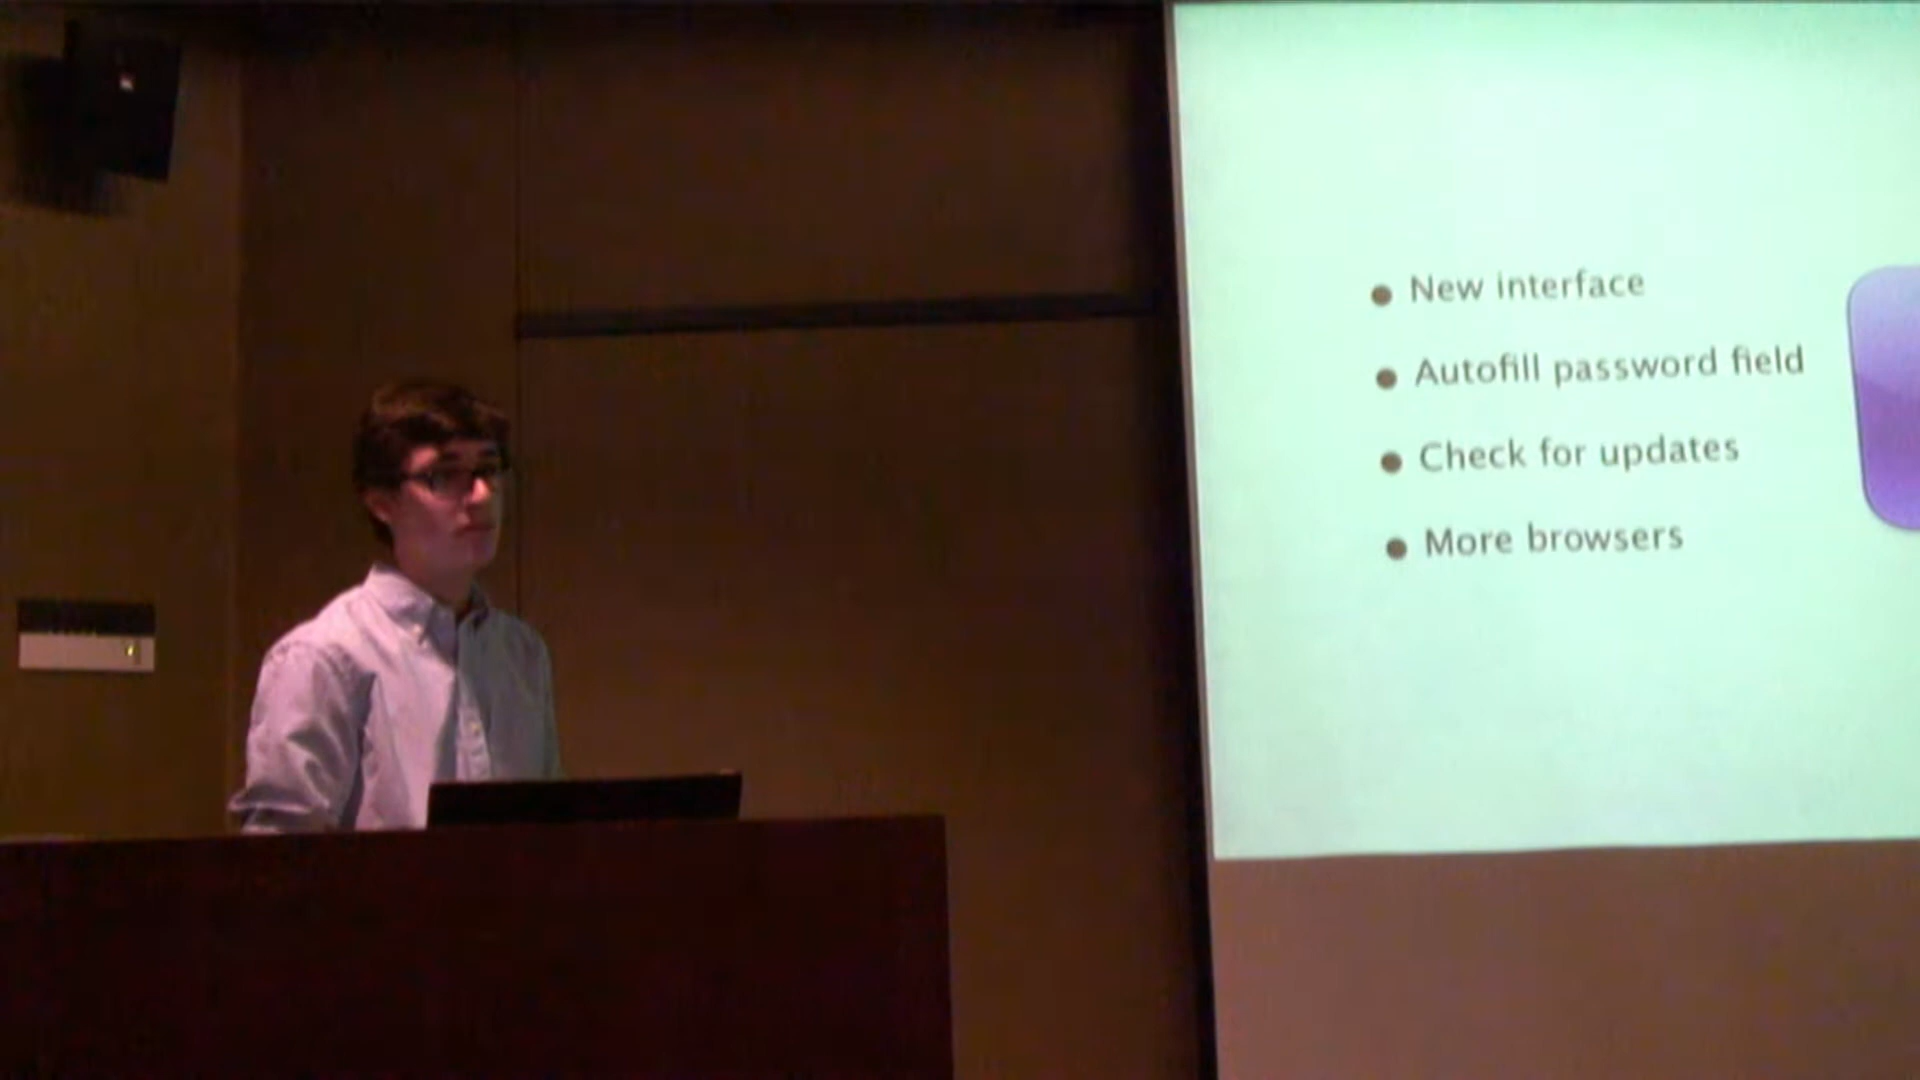 New interface
Autofill password field
Check for updates
More browsers